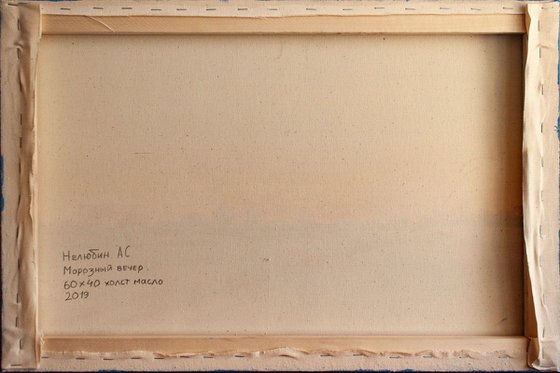 Нелюбин АС
Морозный вечер.
60×40 холст масло
2019